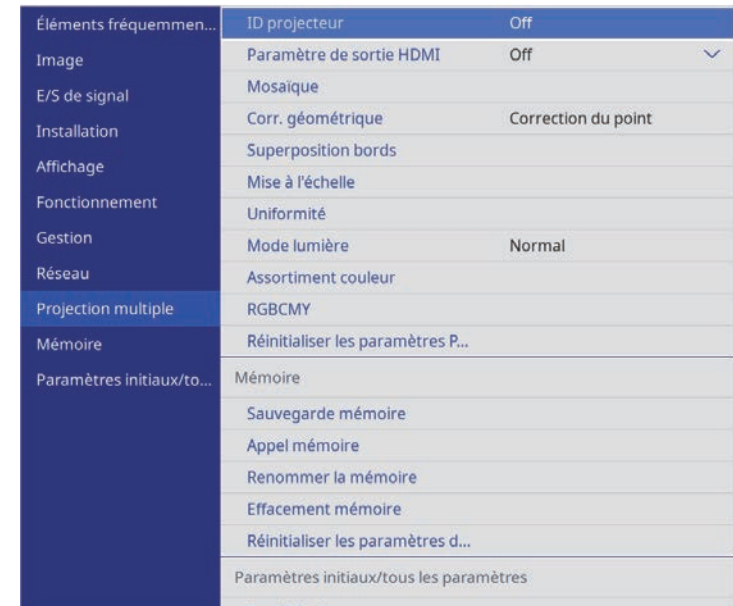 Éléments fréquemmen...
Image
E/S de signal
Installation
Affichage
Fonctionnement
Gestion
Réseau
Projection multiple
Mémoire
Paramètres initiaux/to...
ID projecteur Off
Paramètre de sortie HDMI Off
Mosaïque
Corr. géométrique Correction du point
Superposition bords
Mise à l'échelle
Uniformité
Mode lumière Normal
Assortiment couleur
RGBCMY
Réinitialiser les paramètres P...
Mémoire
Sauvegarde mémoire
Appel mémoire
Renommer la mémoire
Effacement mémoire
Réinitialiser les paramètres d...
Paramètres initiaux/tous les paramètres